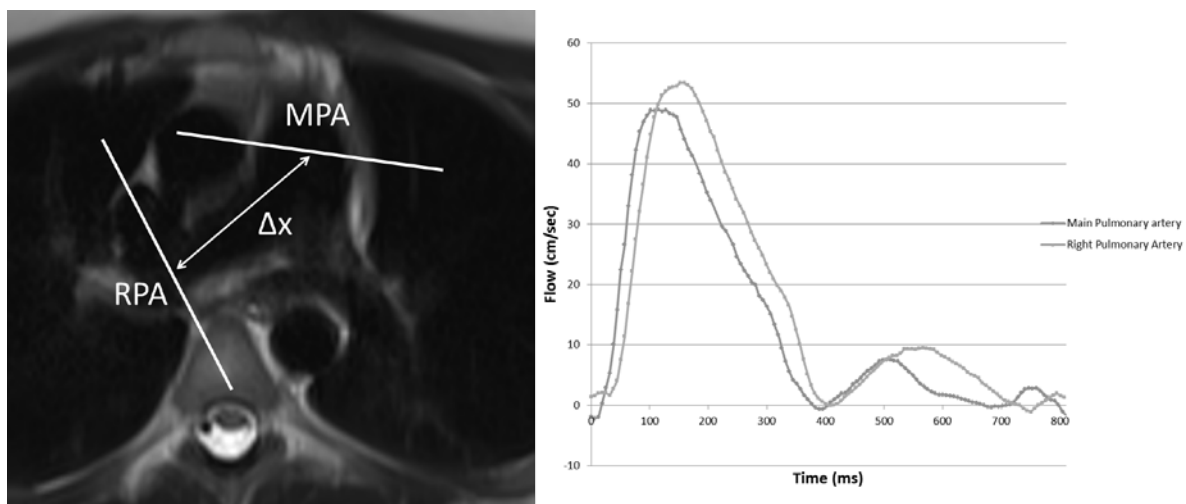 MPA
Δx
RPA
60
50
40
30
20
10
0
-10
Flow (cm/sec)
0 100 200 300 400 500 600 700 800
Time (ms)
Main Pulmonary artery
Right Pulmonary Artery